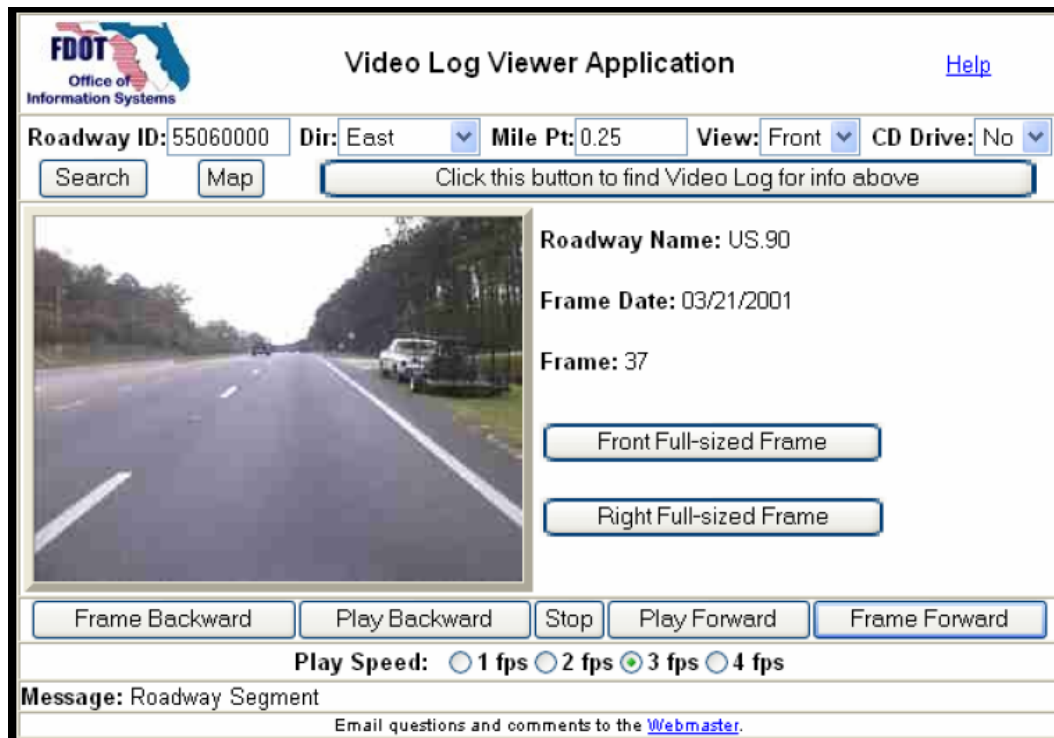 FDOT
Office of
Information Systems
Video Log Viewer Application
Help
Roadway ID: 55060000 Dir: East Mile Pt: 0.25 View: Front CD Drive: No
Search Map Click this button to find Video Log for info above
Roadway Name: US.90
Frame Date: 03/21/2001
Frame: 37
Front Full-sized Frame
Right Full-sized Frame
Frame Backward Play Backward Stop Play Forward Frame Forward
Play Speed: 1 fps 2 fps 3 fps 4 fps
Message: Roadway Segment
Email questions and comments to the Webmaster.